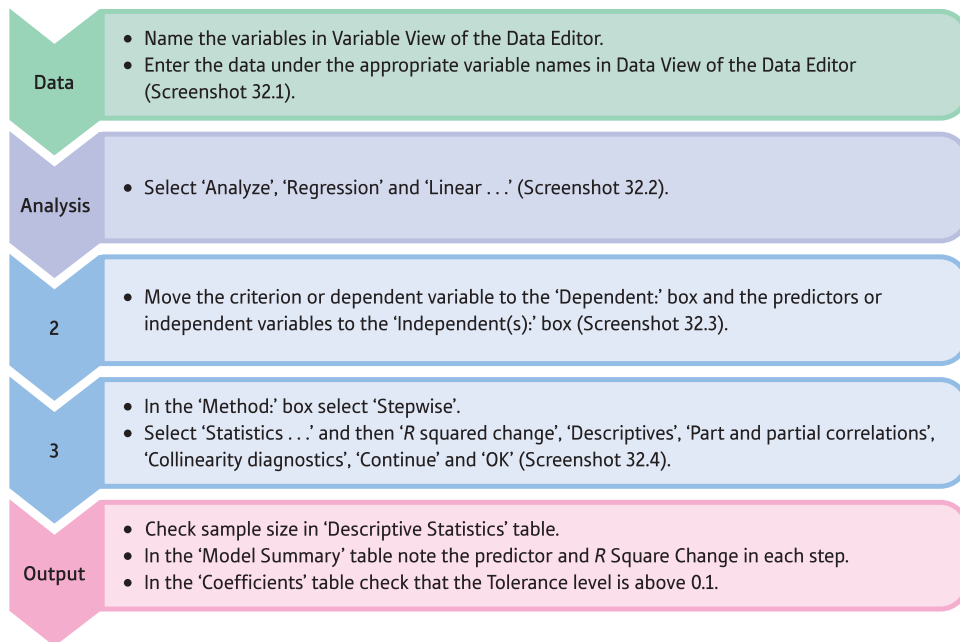 Data
• Name the variables in Variable View of the Data Editor.
• Enter the data under the appropriate variable names in Data View of the Data Editor
(Screenshot 32.1).
Analysis
• Select ‘Analyze’, ‘Regression’ and ‘Linear . . .’ (Screenshot 32.2).
2
• Move the criterion or dependent variable to the ‘Dependent:’ box and the predictors or
independent variables to the ‘Independent(s):’ box (Screenshot 32.3).
3
• In the ‘Method:’ box select ‘Stepwise’.
• Select ‘Statistics . . .’ and then ‘R squared change’, ‘Descriptives’, ‘Part and partial correlations’,
‘Collinearity diagnostics’, ‘Continue’ and ‘OK’ (Screenshot 32.4).
Output
• Check sample size in ‘Descriptive Statistics’ table.
• In the ‘Model Summary’ table note the predictor and R Square Change in each step.
• In the ‘Coefficients’ table check that the Tolerance level is above 0.1.